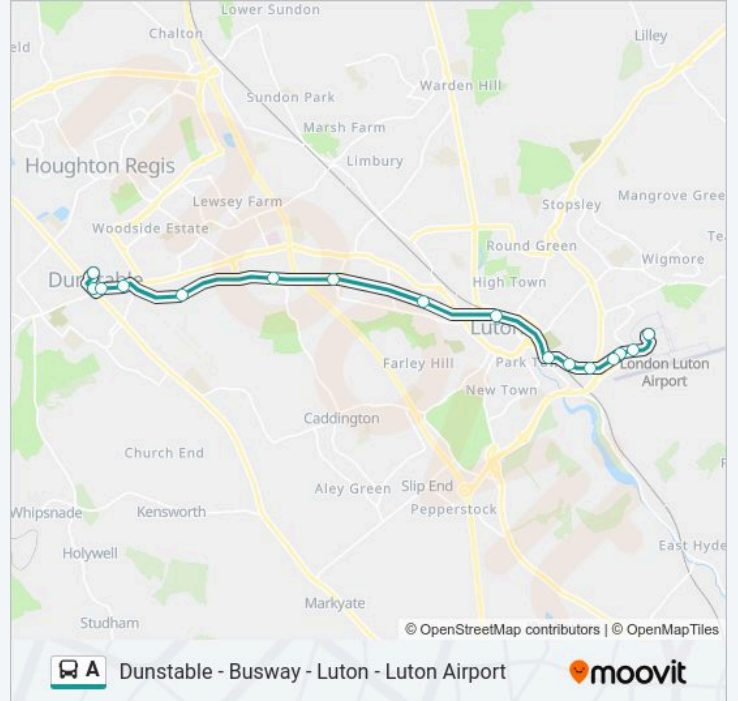 Lower Sundon
Chalton
Lilley
eld
Warden Hill
Sundon Park
Marsh Farm
Limbury
Houghton Regis
Mangrove Gree
Lewsey Farm
Stopsley
Woodside Estate
Te
Round Green
Wigmore
Dunstable
High Town
Luton
Farley Hill
Park T
London Luton
Airport
New Town
Caddington
Church End
Aley Green
Slip End
Whipsnade
Kensworth
Pepperstock
East Hyde
Holywell
Markyate
Studham
© OpenStreetMap contributors | © OpenMapTiles
A Dunstable - Busway - Luton - Luton Airport
moovit